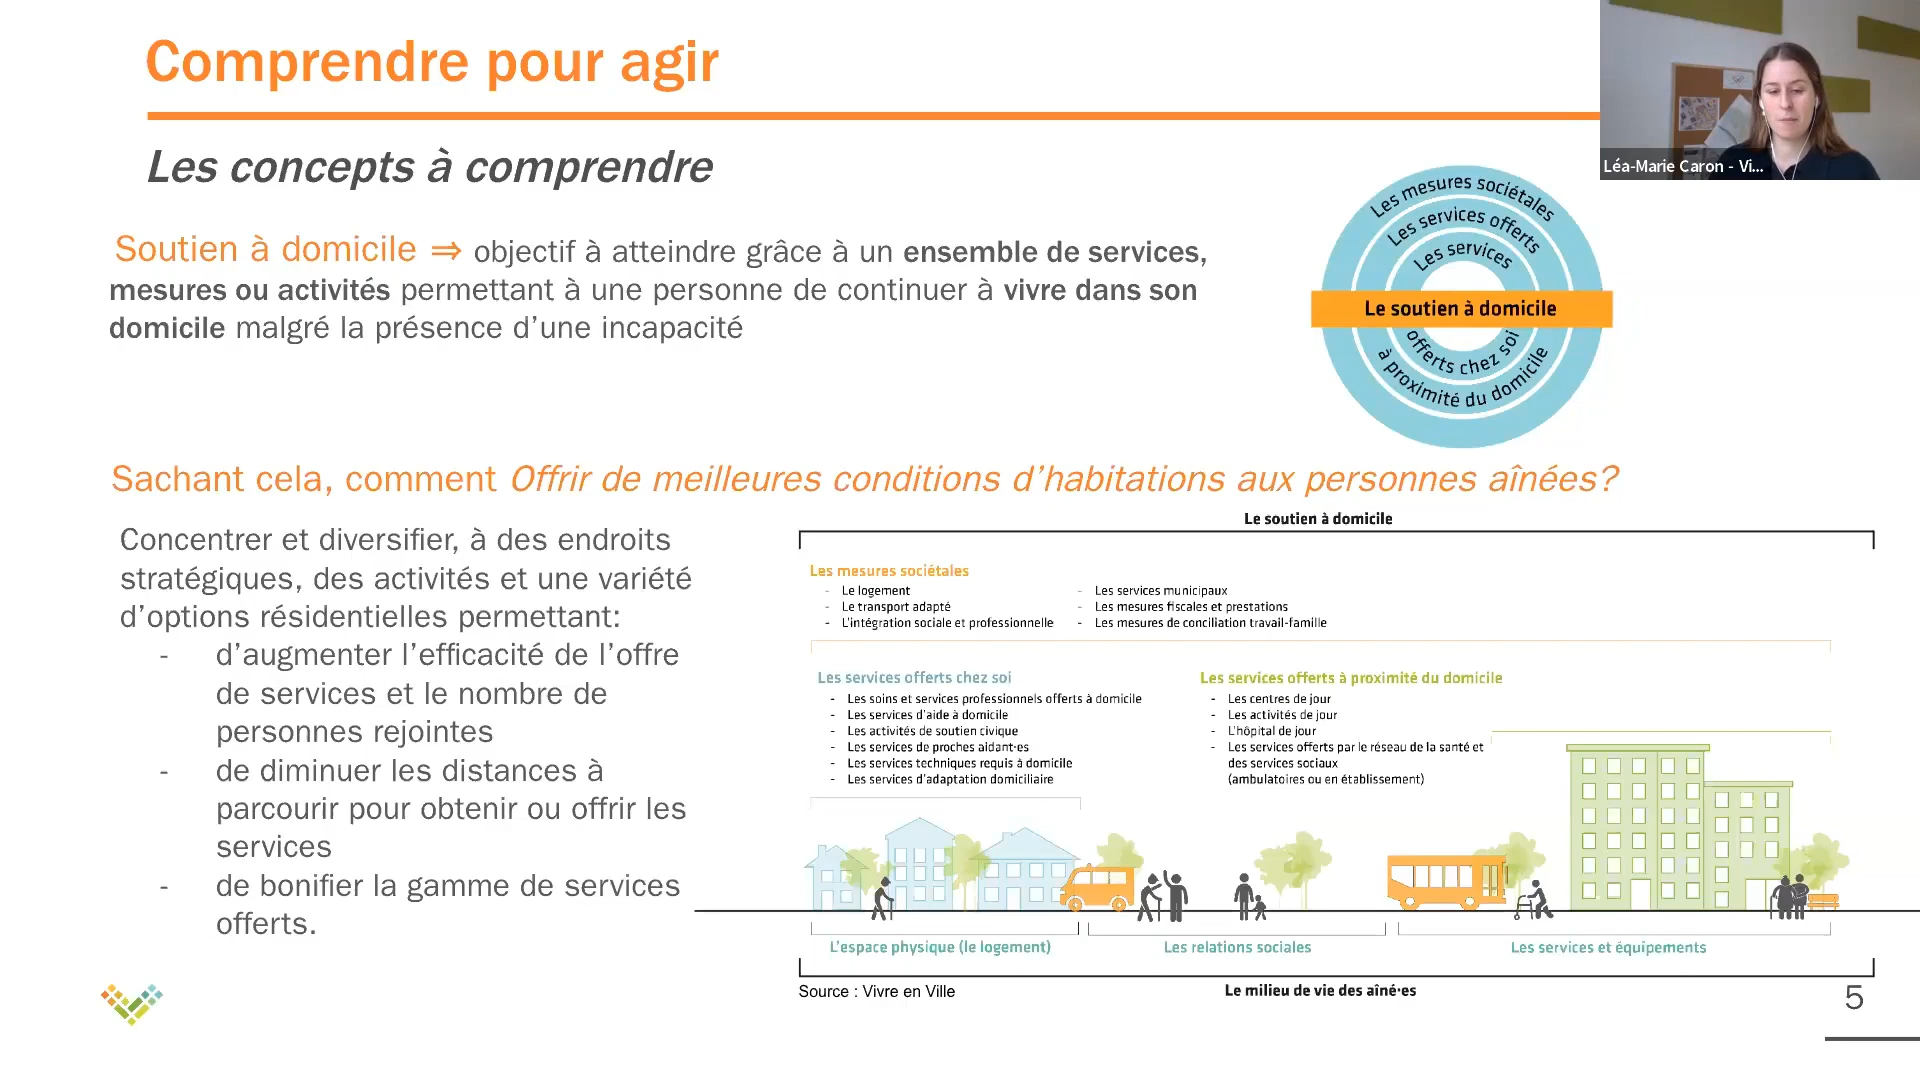 Comprendre pour agir
Léa-Marie Caron - Vi...
Les concepts à comprendre
Soutien à domicile ⇒ objectif à atteindre grâce à un ensemble de services,
mesures ou activités permettant à une personne de continuer à vivre dans son
domicile malgré la présence d’une incapacité
Les mesures sociétales
Les services offerts
Les services
Le soutien à domicile
offerts chez soi
à proximité du domicile
Sachant cela, comment Offrir de meilleures conditions d’habitations aux personnes aînées?
Concentrer et diversifier, à des endroits
stratégiques, des activités et une variété
d’options résidentielles permettant:
- d’augmenter l’efficacité de l’offre
de services et le nombre de
personnes rejointes
- de diminuer les distances à
parcourir pour obtenir ou offrir les
services
- de bonifier la gamme de services
offerts.
Le soutien à domicile
Les mesures sociétales
- Le logement
- Le transport adapté
- L’intégration sociale et professionnelle
- Les services municipaux
- Les mesures fiscales et prestations
- Les mesures de conciliation travail-famille
Les services offerts chez soi
- Les soins et services professionnels offerts à domicile
- Les services d’aide à domicile
- Les activités de soutien civique
- Les services de proches aidant·es
- Les services techniques requis à domicile
- Les services d’adaptation domiciliaire
Les services offerts à proximité du domicile
- Les centres de jour
- Les activités de jour
- L’hôpital de jour
- Les services offerts par le réseau de la santé et
des services sociaux
(ambulatoires ou en établissement)
L’espace physique (le logement)
Les relations sociales
Les services et équipements
Source : Vivre en Ville
Le milieu de vie des aîné·es
5